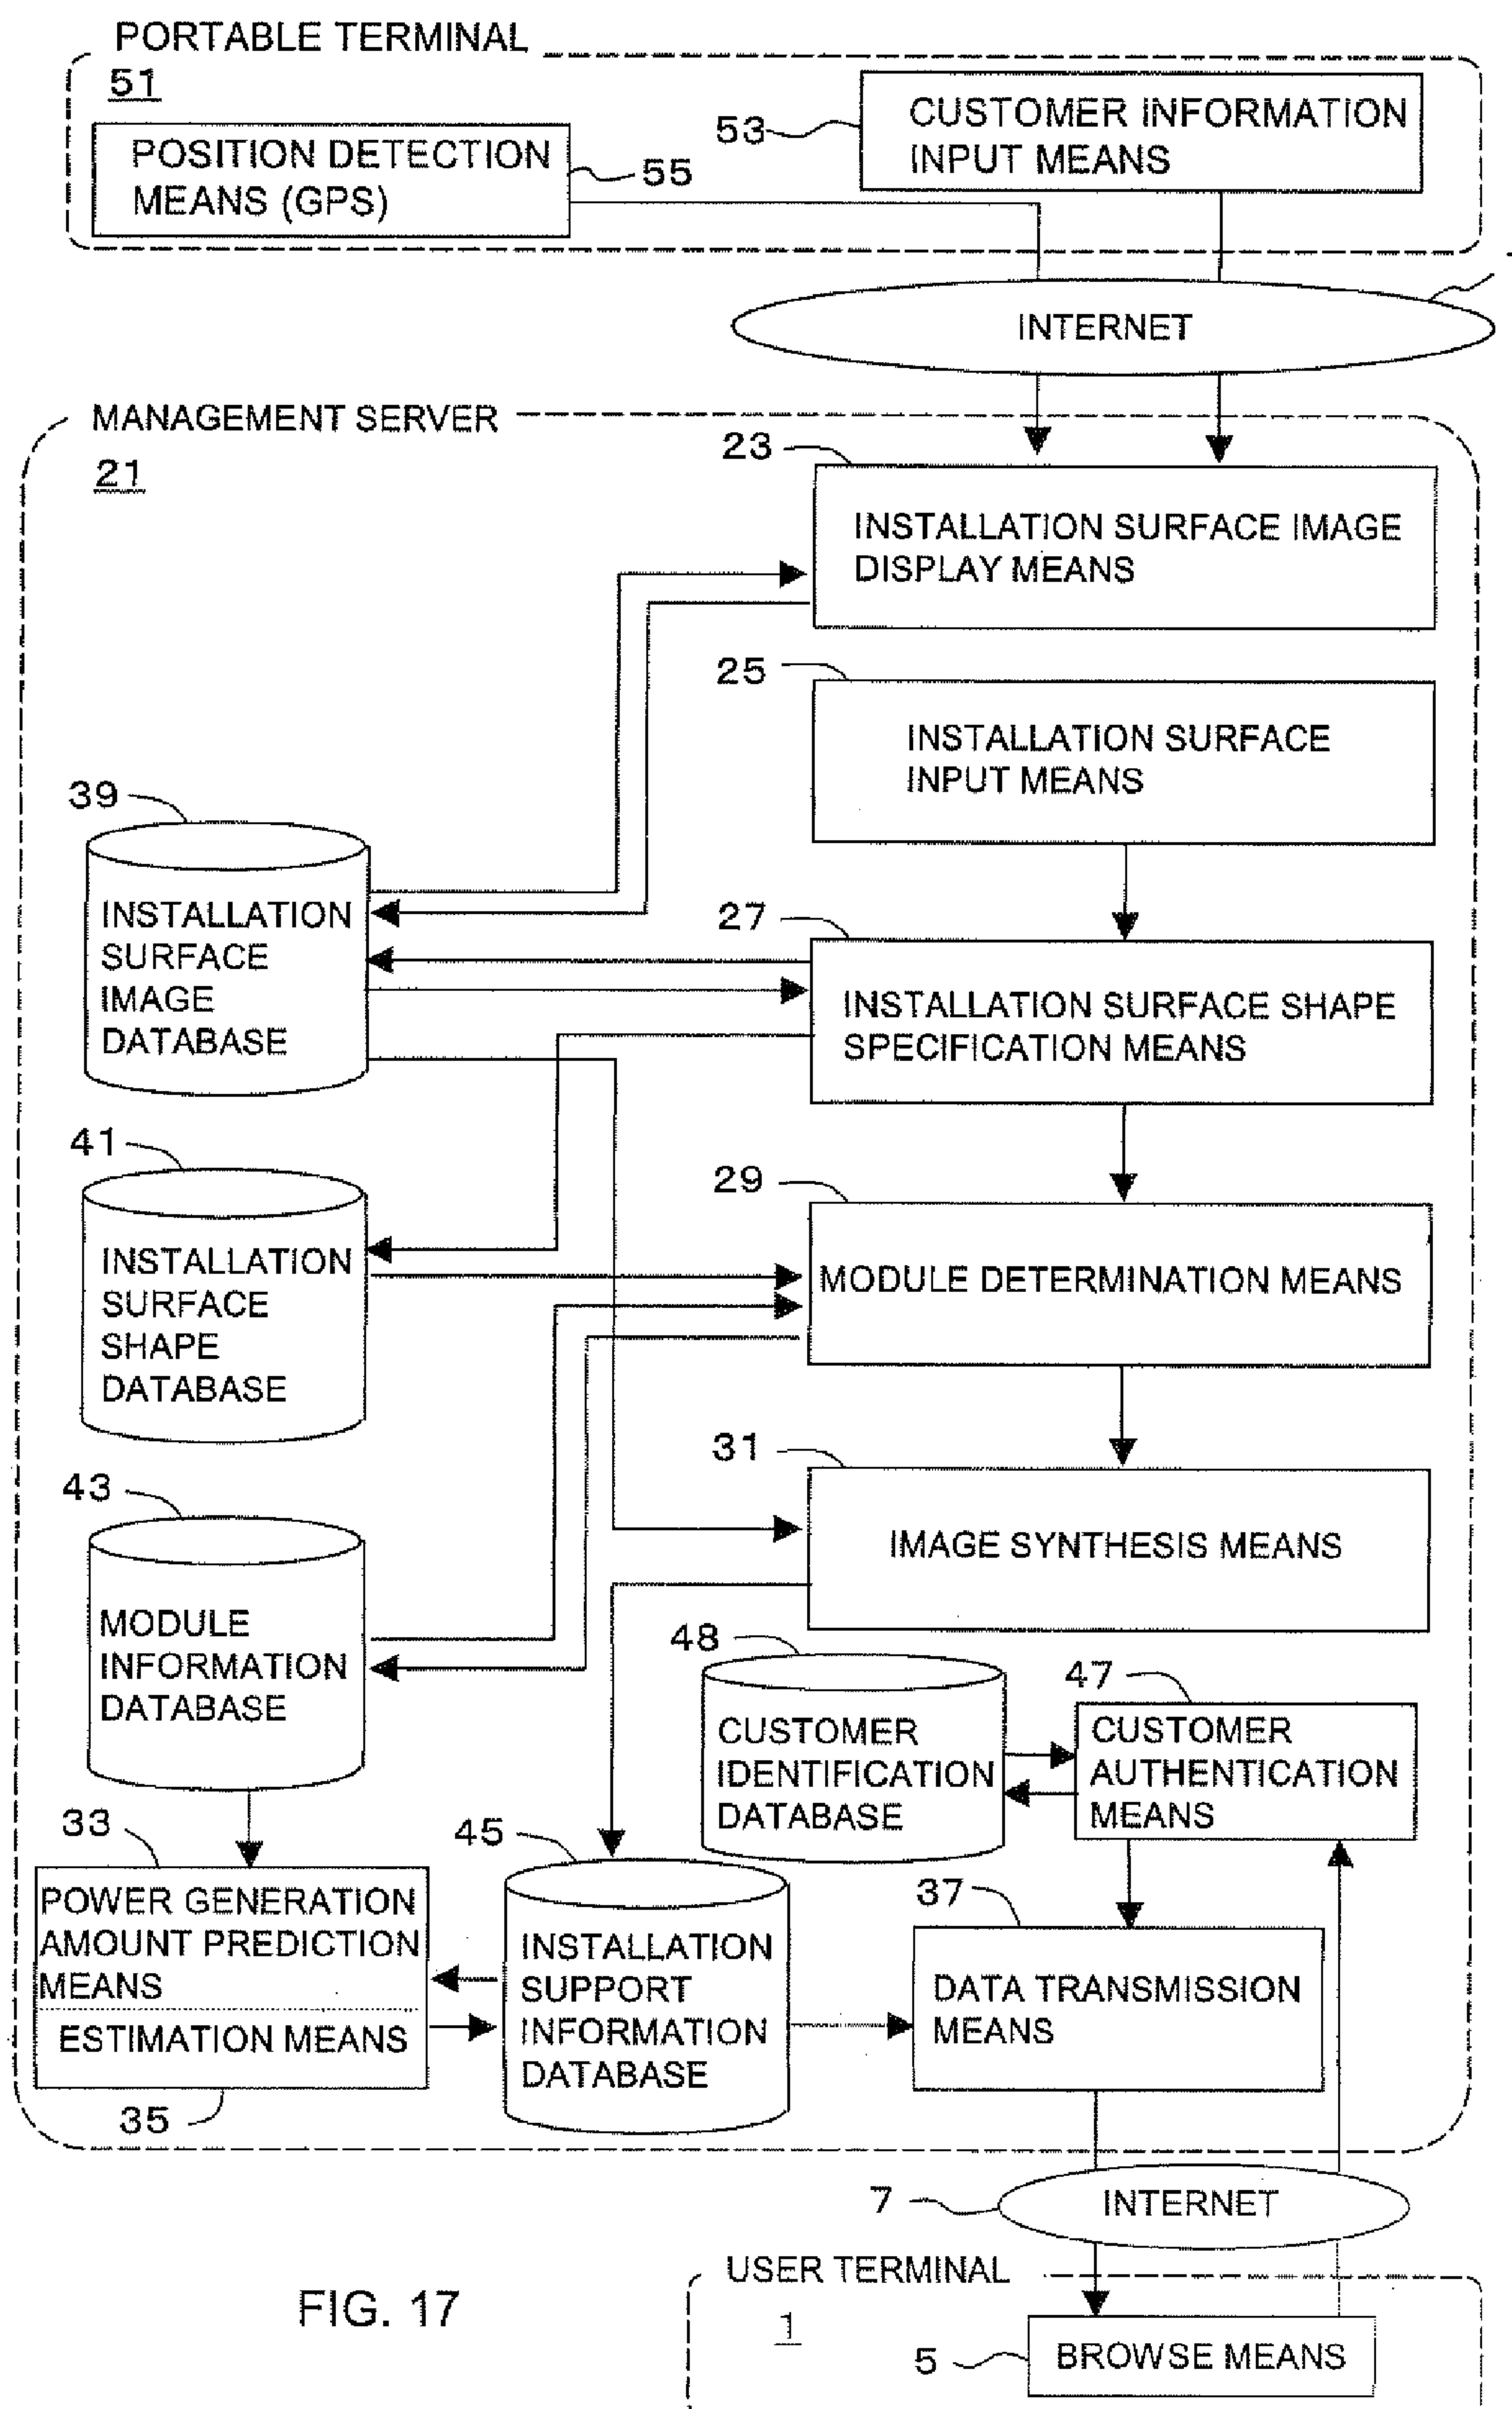 PORTABLE TERMINAL
51
POSITION DETECTION
MEANS (GPS)
55
53
CUSTOMER INFORMATION
INPUT MEANS
INTERNET
MANAGEMENT SERVER
21
23
INSTALLATION SURFACE IMAGE
DISPLAY MEANS
25
INSTALLATION SURFACE
INPUT MEANS
39
INSTALLATION
SURFACE
IMAGE
DATABASE
27
INSTALLATION SURFACE SHAPE
SPECIFICATION MEANS
41
INSTALLATION
SURFACE
SHAPE
DATABASE
29
MODULE DETERMINATION MEANS
31
IMAGE SYNTHESIS MEANS
43
MODULE
INFORMATION
DATABASE
48
CUSTOMER
IDENTIFICATION
DATABASE
47
CUSTOMER
AUTHENTICATION
MEANS
33
POWER GENERATION
AMOUNT PREDICTION
MEANS
ESTIMATION MEANS
35
45
INSTALLATION
SUPPORT
INFORMATION
DATABASE
37
DATA TRANSMISSION
MEANS
7
INTERNET
USER TERMINAL
1
5
BROWSE MEANS
FIG. 17